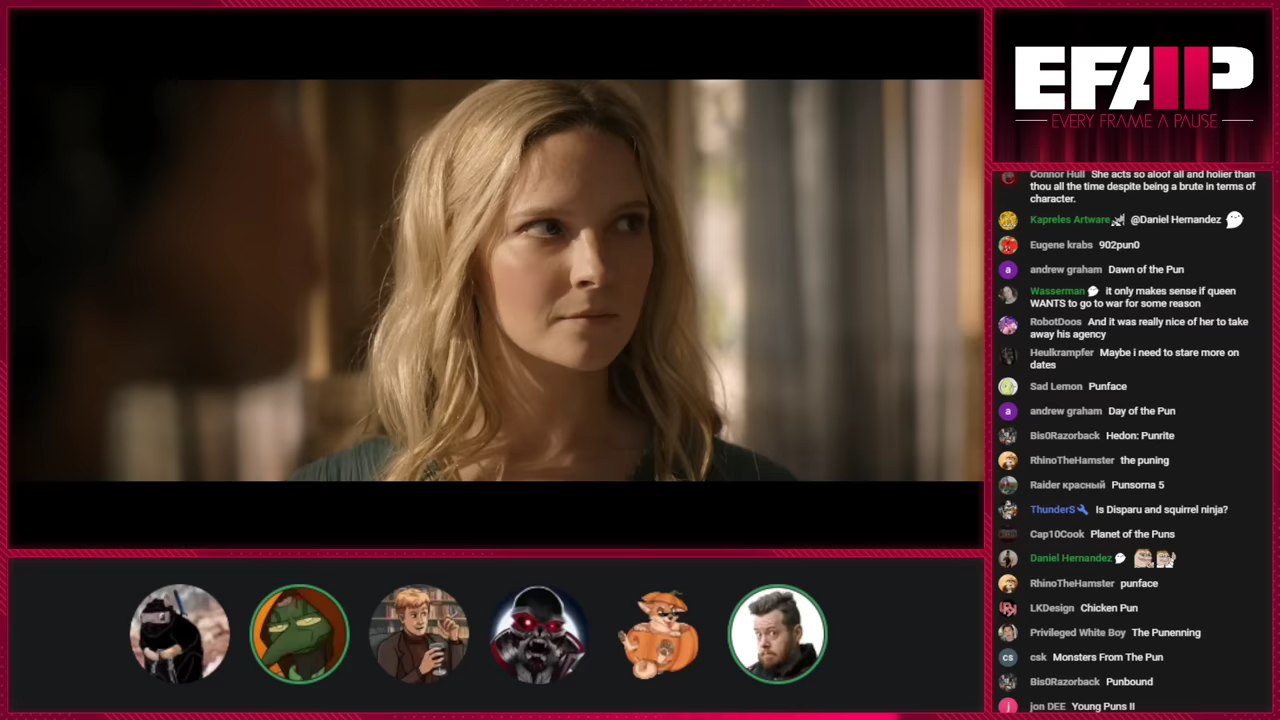 EFAP
EVERY FRAME A PAUSE
Connor Hull She acts so aloof all and holier than
thou all the time despite being a brute in terms of
character.
Kapreles Artware @Daniel Hernandez
Eugene krabs 902pun0
a andrew graham Dawn of the Pun
Wasserman it only makes sense if queen
WANTS to go to war for some reason
RobotDoos And it was really nice of her to take
away his agency
Heulkrampfer Maybe i need to stare more on
dates
Sad Lemon Punface
a andrew graham Day of the Pun
Bis0Razorback Hedon: Punrite
RhinoTheHamster the puning
Raider красный Punsorna 5
ThunderS Is Disparu and squirrel ninja?
Cap10Cook Planet of the Puns
Daniel Hernandez
RhinoTheHamster punface
LKDesign Chicken Pun
Privileged White Boy The Punenning
cs csk Monsters From The Pun
Bis0Razorback Punbound
j jon DEE Young Puns II